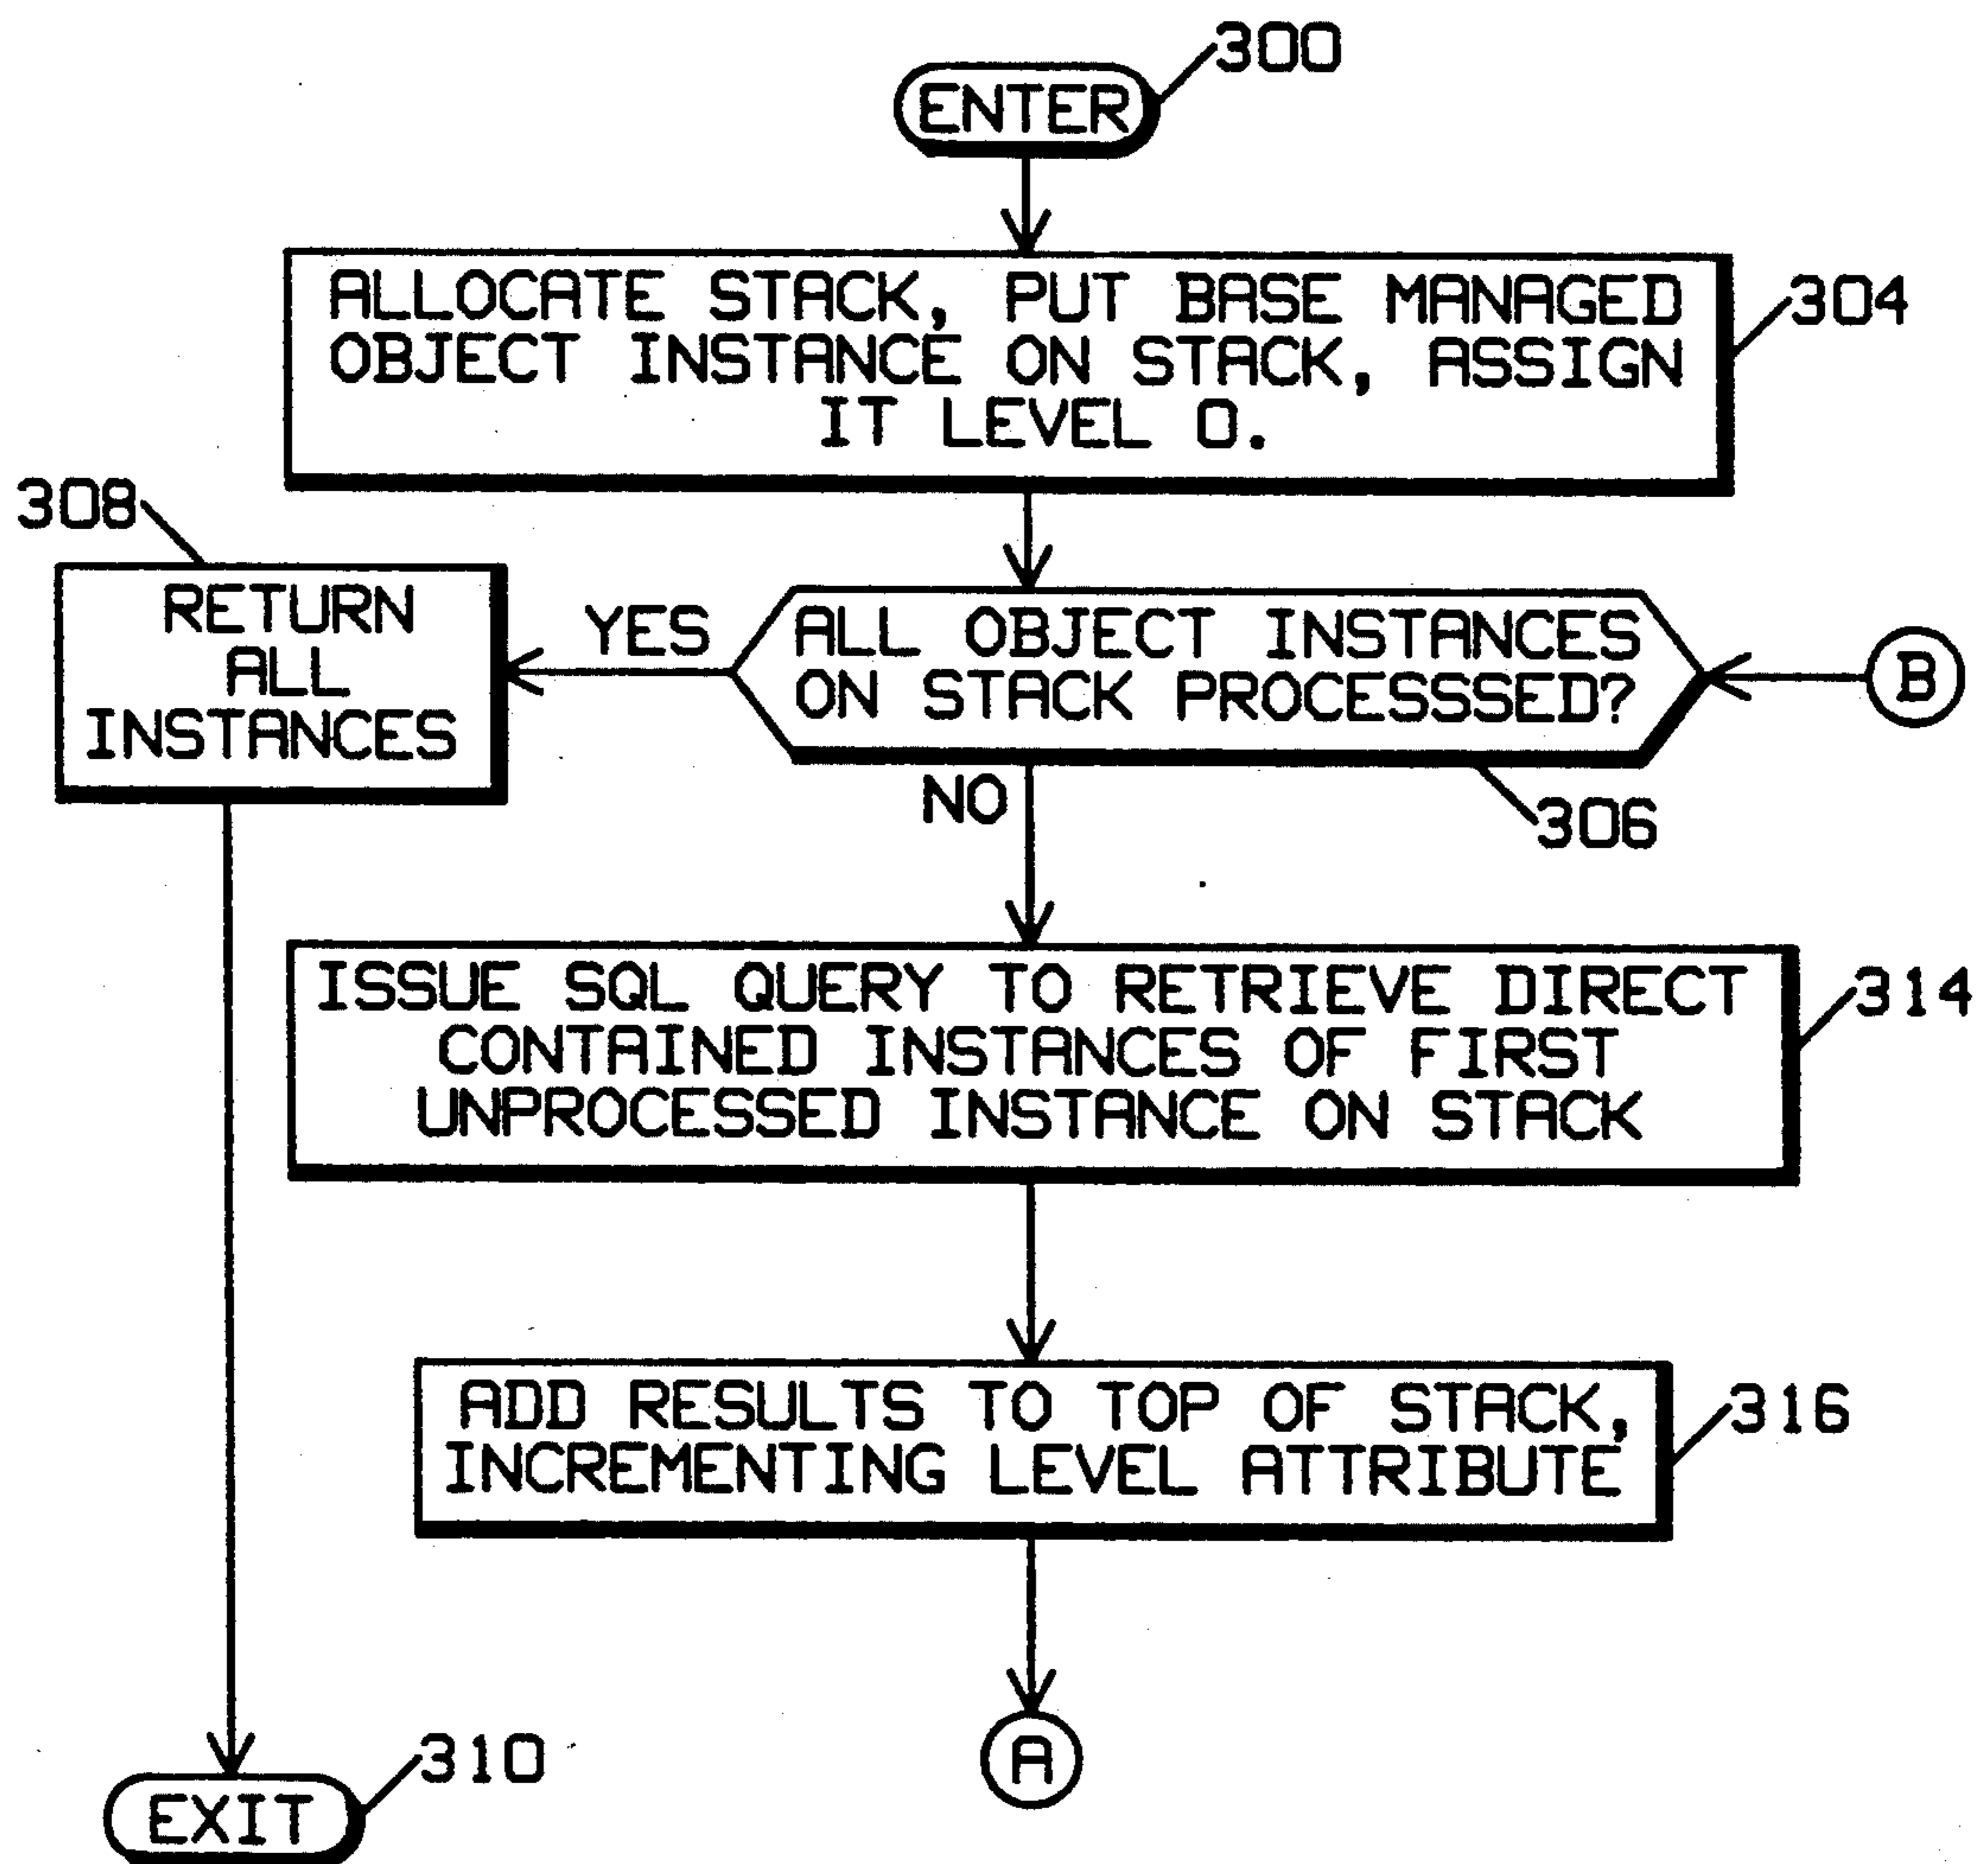 300
ENTER
ALLOCATE STACK, PUT BASE MANAGED
OBJECT INSTANCE ON STACK, ASSIGN
IT LEVEL 0.
304
308
RETURN
ALL
INSTANCES
YES
ALL OBJECT INSTANCES
ON STACK PROCESSSED?
B
NO
306
ISSUE SQL QUERY TO RETRIEVE DIRECT
CONTAINED INSTANCES OF FIRST
UNPROCESSED INSTANCE ON STACK
314
ADD RESULTS TO TOP OF STACK,
INCREMENTING LEVEL ATTRIBUTE
316
310
EXIT
A